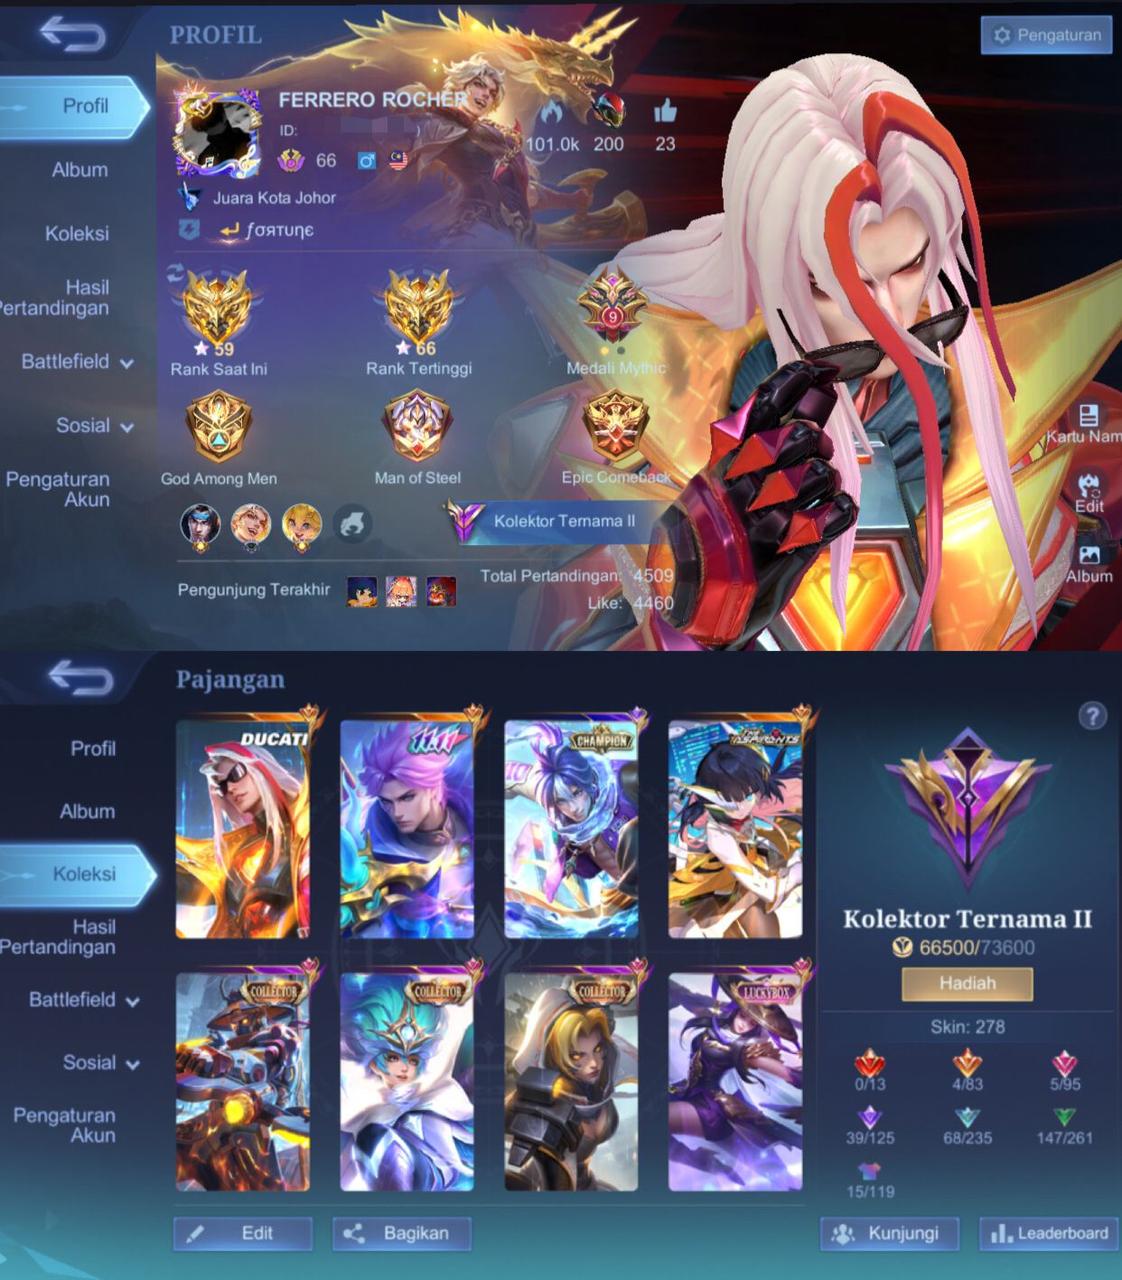 PROFIL
Pengaturan
Profil
FERRERO ROCHER
ID:
101.0k 200 23
66
Album
Juara Kota Johor
Koleksi
ƒσятυηє
Hasil
Pertandingan
59
66
9
Rank Saat Ini
Rank Tertinggi
Medali Mythic
Battlefield
Sosial
Kartu Nam
God Among Men
Man of Steel
Epic Comeback
Pengaturan
Akun
Edit
Kolektor Ternama II
Album
Pengunjung Terakhir
Total Pertandingan: 4509
Like: 4460
Pajangan
?
Profil
DUCATI
CHAMPION
THE ASPIRANTS
Album
Koleksi
Hasil
Pertandingan
Kolektor Ternama II
66500/73600
Hadiah
Battlefield
COLLECTOR
COLLECTOR
COLLECTOR
LUCKYBOX
Skin: 278
Sosial
0/13 4/83 5/95
Pengaturan
Akun
39/125 68/235 147/261
15/119
Edit
Bagikan
Kunjungi
Leaderboard